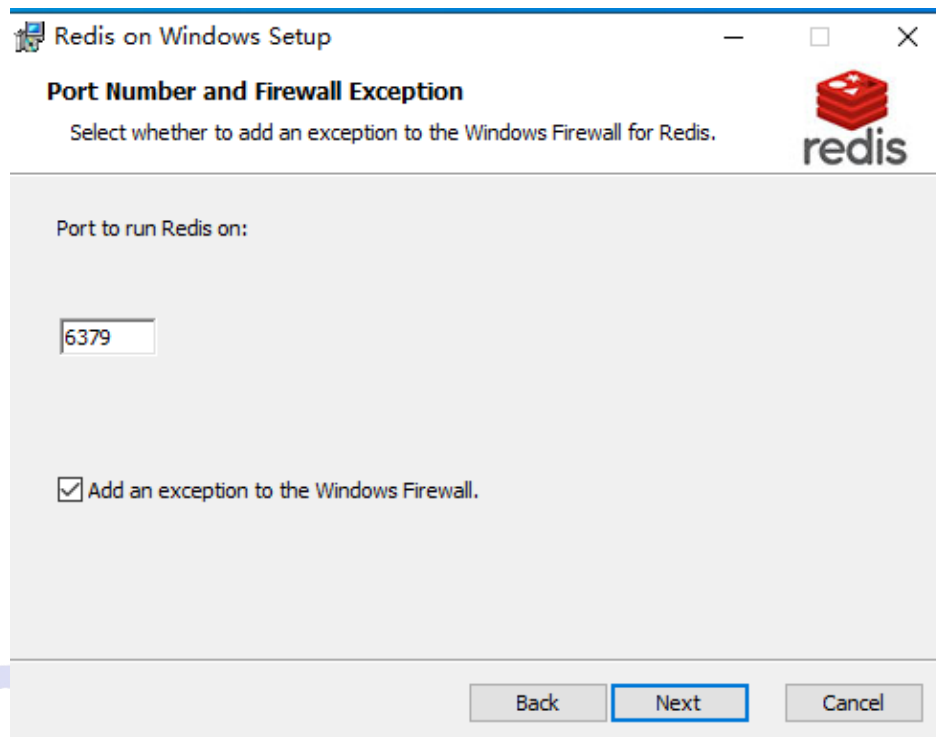 Redis on Windows Setup
Port Number and Firewall Exception
Select whether to add an exception to the Windows Firewall for Redis.
redis
Port to run Redis on:
6379
Add an exception to the Windows Firewall.
Back Next Cancel